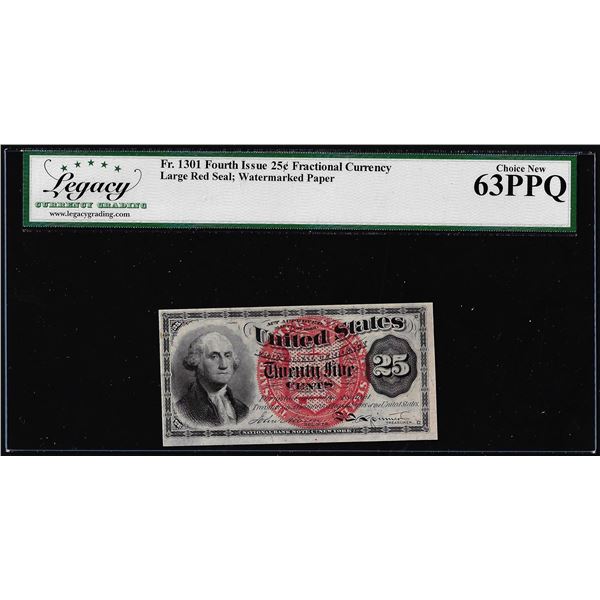 Legacy
CURRENCY GRADING
www.legacygrading.com
Fr. 1301 Fourth Issue 25¢ Fractional Currency
Large Red Seal; Watermarked Paper
Choice New
63PPQ
United States
25
Twenty Five
CENTS
TREASURER.
NATIONAL BANK NOTE CO. NEW YORK